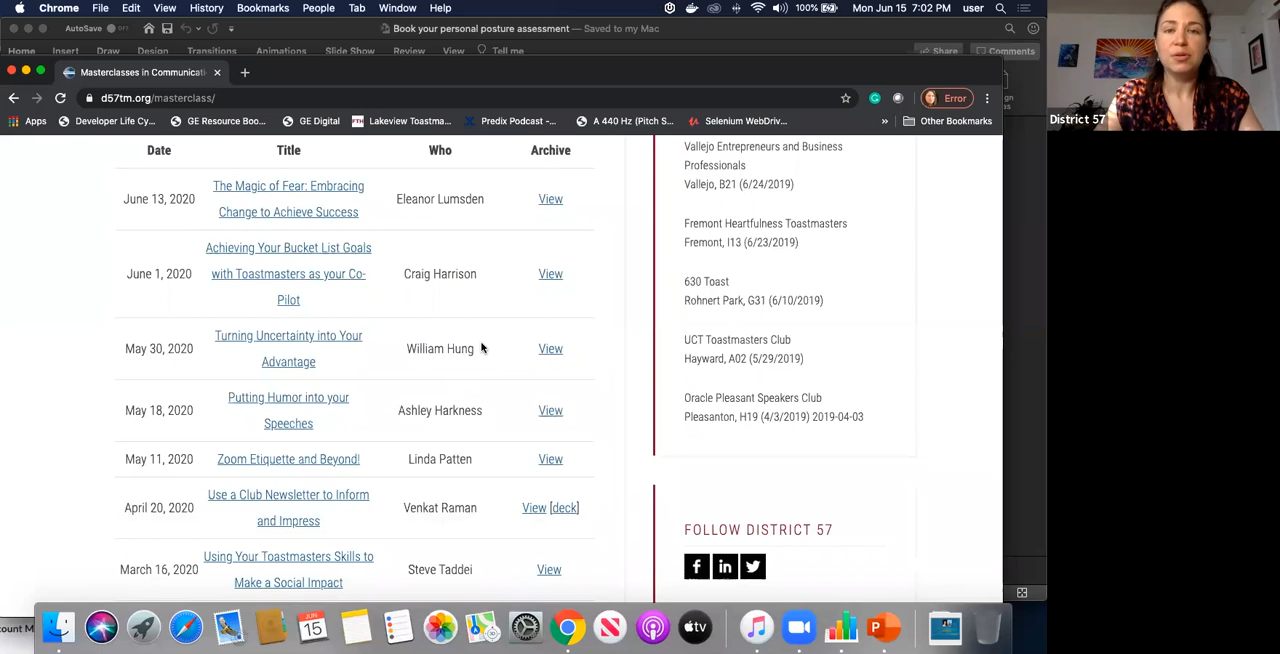 Chrome File Edit View History Bookmarks People Tab Window Help 100% Mon Jun 15 7:02 PM user
AutoSave Book your personal posture assessment — Saved to my Mac
Home Insert Draw Design Transitions Animations Slide Show Review View Tell me Share Comments
Masterclasses in Communicati
d57tm.org/masterclass/ Error
Apps Developer Life Cy... GE Resource Boo... GE Digital FTH Lakeview Toastma... Predix Podcast -... A 440 Hz (Pitch S... Selenium WebDriv... » Other Bookmarks
Date Title Who Archive
June 13, 2020 The Magic of Fear: Embracing Change to Achieve Success Eleanor Lumsden View
June 1, 2020 Achieving Your Bucket List Goals with Toastmasters as your Co-Pilot Craig Harrison View
May 30, 2020 Turning Uncertainty into Your Advantage William Hung View
May 18, 2020 Putting Humor into your Speeches Ashley Harkness View
May 11, 2020 Zoom Etiquette and Beyond! Linda Patten View
April 20, 2020 Use a Club Newsletter to Inform and Impress Venkat Raman View [deck]
March 16, 2020 Using Your Toastmasters Skills to Make a Social Impact Steve Taddei View
Vallejo Entrepreneurs and Business
Professionals
Vallejo, B21 (6/24/2019)
Fremont Heartfulness Toastmasters
Fremont, I13 (6/23/2019)
630 Toast
Rohnert Park, G31 (6/10/2019)
UCT Toastmasters Club
Hayward, A02 (5/29/2019)
Oracle Pleasant Speakers Club
Pleasanton, H19 (4/3/2019) 2019-04-03
FOLLOW DISTRICT 57
District 57
count M
JUN
15
tv